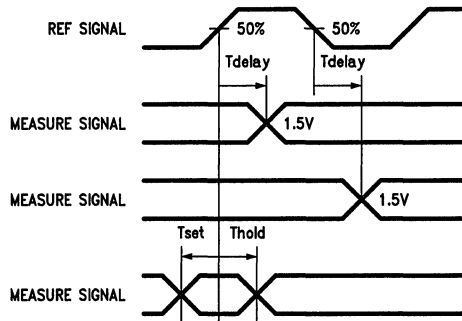 REF SIGNAL
50%
50%
Tdelay
Tdelay
MEASURE SIGNAL
1.5V
MEASURE SIGNAL
1.5V
Tset
Thold
MEASURE SIGNAL